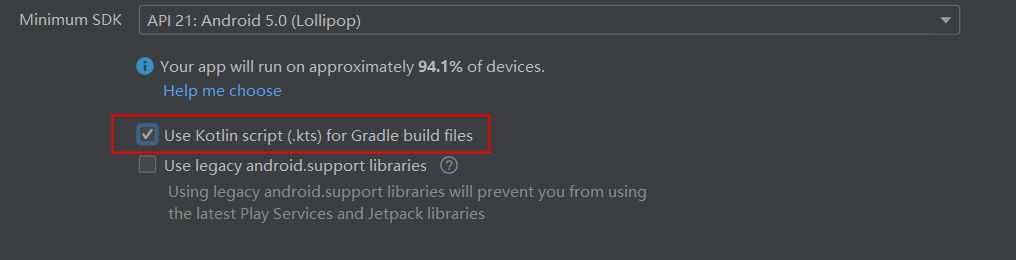 Minimum SDK API 21: Android 5.0 (Lollipop)
Your app will run on approximately 94.1% of devices.
Help me choose
Use Kotlin script (.kts) for Gradle build files
Use legacy android.support libraries ?
Using legacy android.support libraries will prevent you from using
the latest Play Services and Jetpack libraries